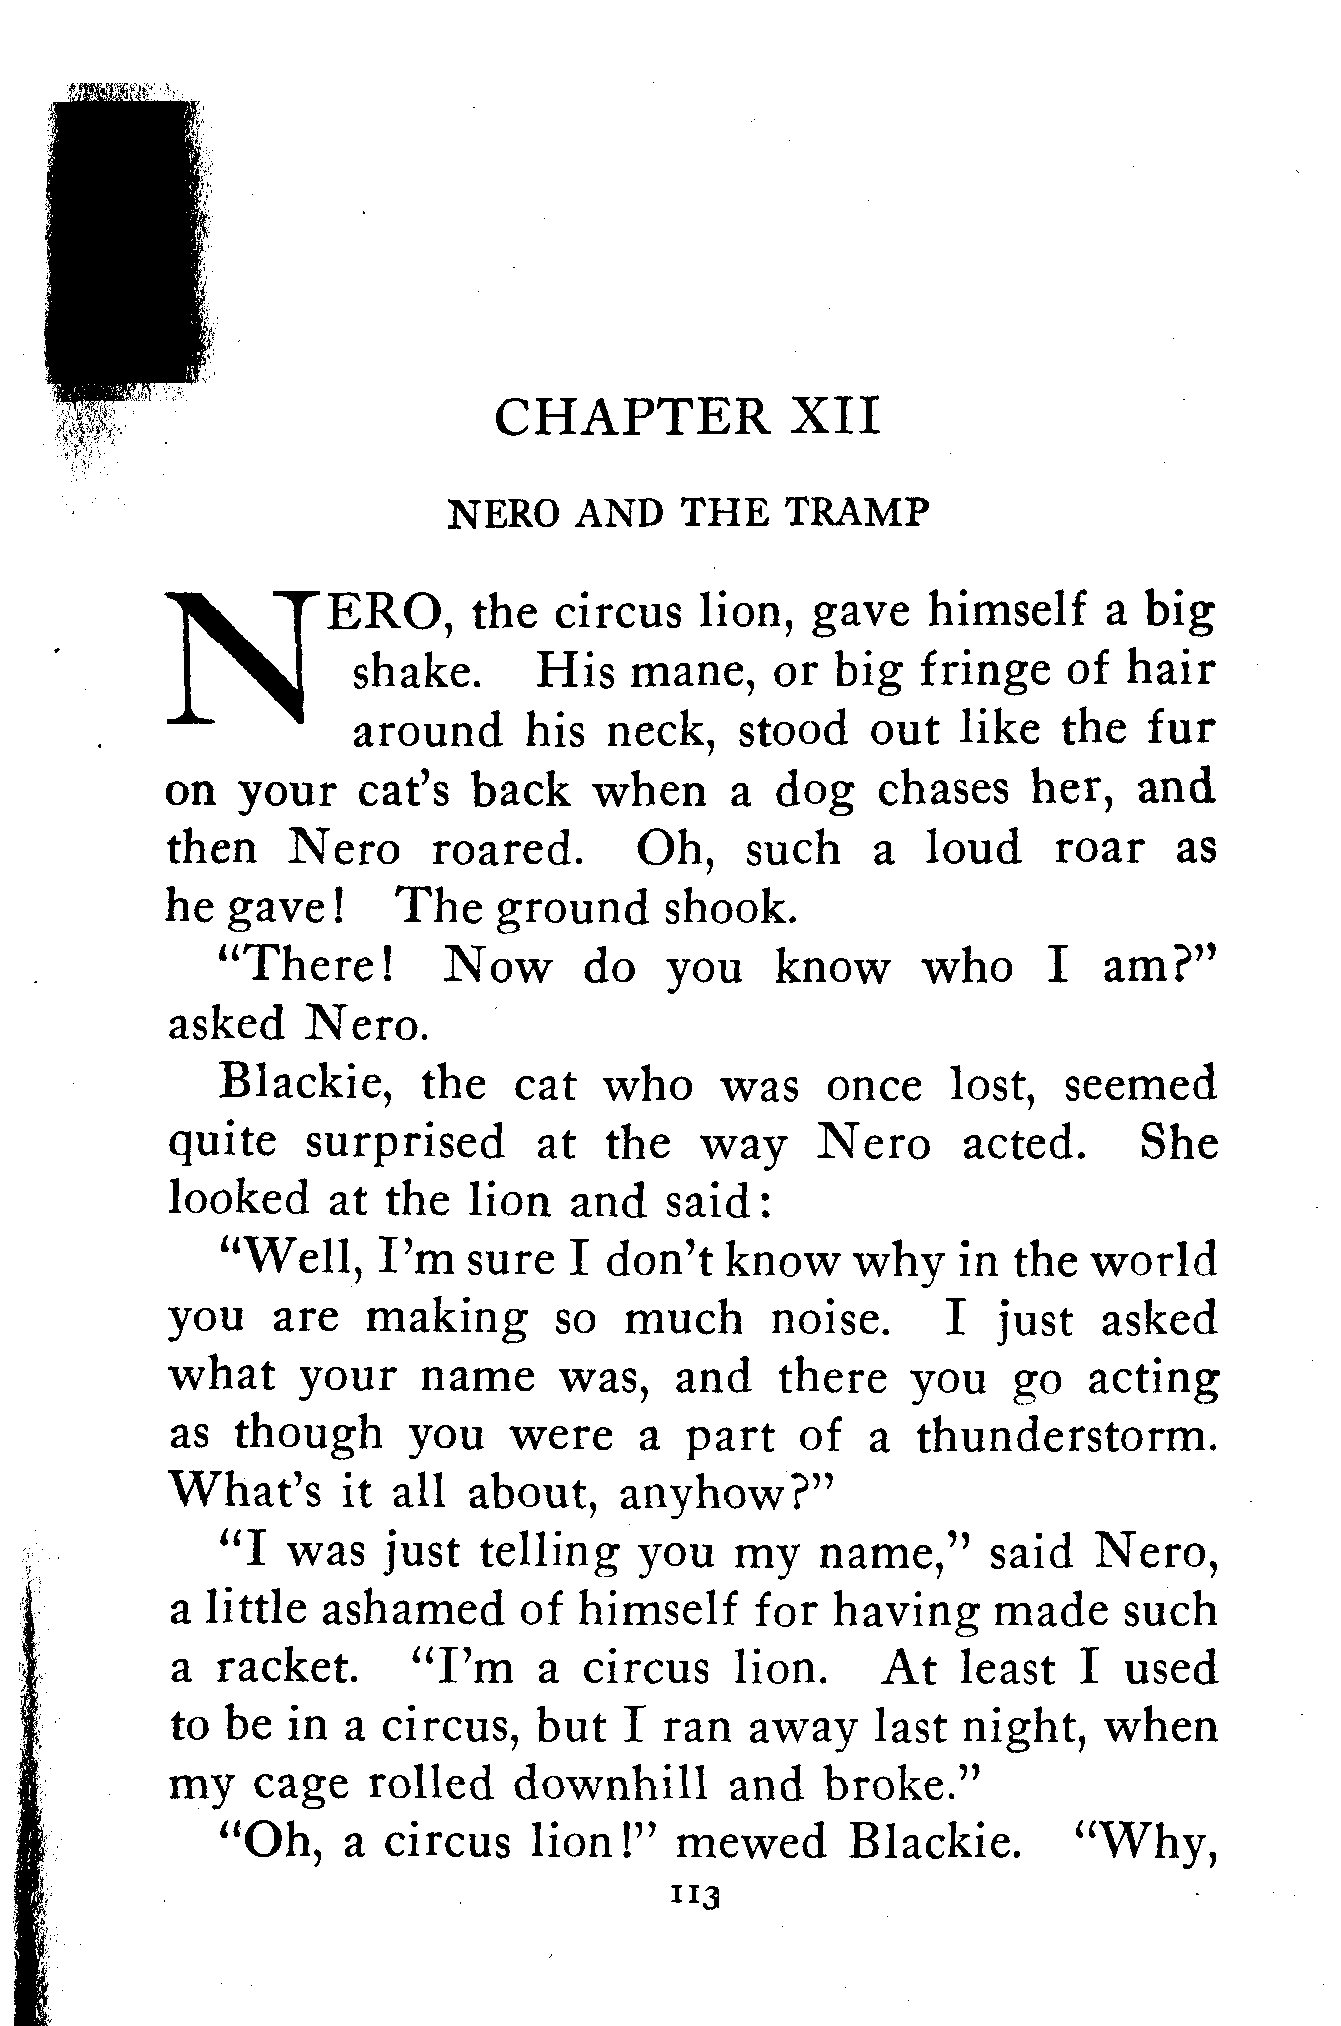 CHAPTER XII
NERO AND THE TRAMP
NERO, the circus lion, gave himself a big
shake. His mane, or big fringe of hair
around his neck, stood out like the fur
on your cat's back when a dog chases her, and
then Nero roared. Oh, such a loud roar as
he gave! The ground shook.
"There! Now do you know who I am?"
asked Nero.
Blackie, the cat who was once lost, seemed
quite surprised at the way Nero acted. She
looked at the lion and said:
"Well, I'm sure I don't know why in the world
you are making so much noise. I just asked
what your name was, and there you go acting
as though you were a part of a thunderstorm.
What's it all about, anyhow?"
"I was just telling you my name," said Nero,
a little ashamed of himself for having made such
a racket. "I'm a circus lion. At least I used
to be in a circus, but I ran away last night, when
my cage rolled downhill and broke."
"Oh, a circus lion!" mewed Blackie. "Why,
113